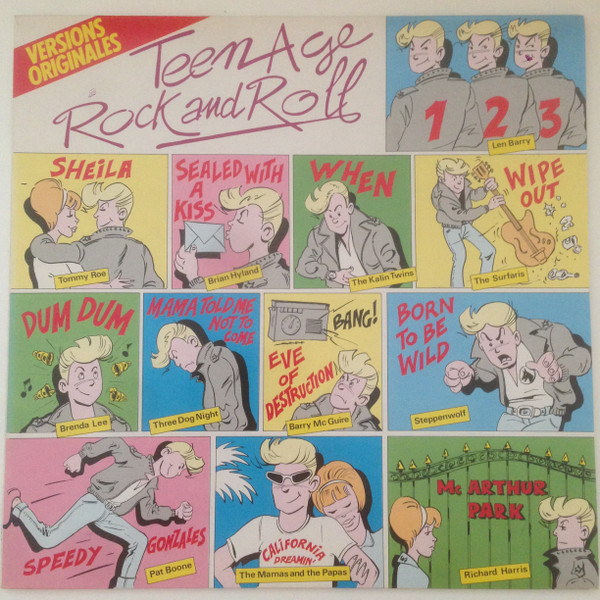 VERSIONS
ORIGINALES
TeenAge
Rock and Roll
1 2 3
Len Barry
SHEILA
Tommy Roe
SEALED WITH
A
KISS
Brian Hyland
WHEN
The Kalin Twins
WIPE
OUT
The Surfaris
DUM DUM
Brenda Lee
MAMA TOLD ME
NOT TO
COME
Three Dog Night
BANG!
EVE
OF
DESTRUCTION
Barry Mc Guire
BORN
TO BE
WILD
Steppenwolf
SPEEDY
GONZALES
Pat Boone
CALIFORNIA
DREAMIN'
The Mamas and the Papas
Mc ARTHUR
PARK
Richard Harris